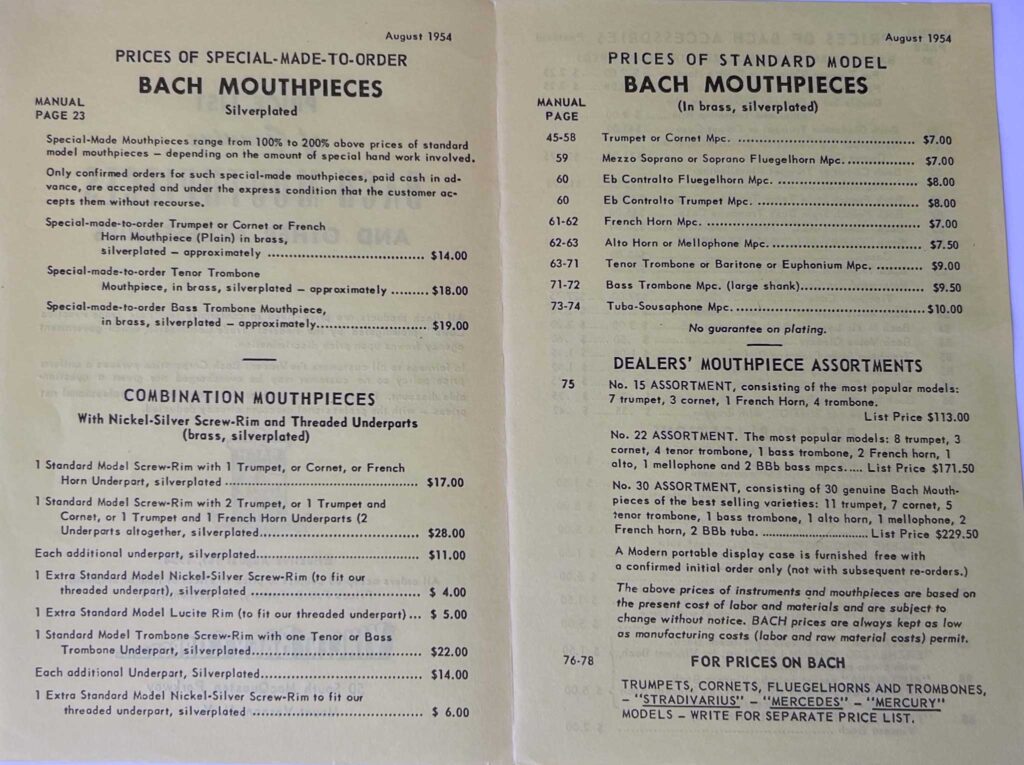 August 1954
PRICES OF SPECIAL-MADE-TO-ORDER
BACH MOUTHPIECES
Silverplated
MANUAL
PAGE 23
Special-Made Mouthpieces range from 100% to 200% above prices of standard
model mouthpieces — depending on the amount of special hand work involved.
Only confirmed orders for such special-made mouthpieces, paid cash in ad-
vance, are accepted and under the express condition that the customer ac-
cepts them without recourse.
Special-made-to-order Trumpet or Cornet or French
Horn Mouthpiece (Plain) in brass,
silverplated — approximately ........ $14.00
Special-made-to-order Tenor Trombone
Mouthpiece, in brass, silverplated — approximately ........ $18.00
Special-made-to-order Bass Trombone Mouthpiece,
in brass, silverplated — approximately ........ $19.00
COMBINATION MOUTHPIECES
With Nickel-Silver Screw-Rim and Threaded Underparts
(brass, silverplated)
1 Standard Model Screw-Rim with 1 Trumpet, or Cornet, or French
Horn Underpart, silverplated ........ $17.00
1 Standard Model Screw-Rim with 2 Trumpet, or 1 Trumpet and
Cornet, or 1 Trumpet and 1 French Horn Underparts (2
Underparts altogether, silverplated ........ $28.00
Each additional underpart, silverplated ........ $11.00
1 Extra Standard Model Nickel-Silver Screw-Rim (to fit our
threaded underpart), silverplated ........ $ 4.00
1 Extra Standard Model Lucite Rim (to fit our threaded underpart) ... $ 5.00
1 Standard Model Trombone Screw-Rim with one Tenor or Bass
Trombone Underpart, silverplated ........ $22.00
Each additional Underpart, Silverplated ........ $14.00
1 Extra Standard Model Nickel-Silver Screw-Rim to fit our
threaded underpart, silverplated ........ $ 6.00
August 1954
PRICES OF STANDARD MODEL
BACH MOUTHPIECES
(In brass, silverplated)
MANUAL
PAGE
45-58 Trumpet or Cornet Mpc. ........ $7.00
59 Mezzo Soprano or Soprano Fluegelhorn Mpc. ........ $7.00
60 Eb Contralto Fluegelhorn Mpc. ........ $8.00
60 Eb Contralto Trumpet Mpc. ........ $8.00
61-62 French Horn Mpc. ........ $7.00
62-63 Alto Horn or Mellophone Mpc. ........ $7.50
63-71 Tenor Trombone or Baritone or Euphonium Mpc. ........ $9.00
71-72 Bass Trombone Mpc. (large shank) ........ $9.50
73-74 Tuba-Sousaphone Mpc. ........ $10.00
No guarantee on plating.
DEALERS' MOUTHPIECE ASSORTMENTS
75 No. 15 ASSORTMENT, consisting of the most popular models:
7 trumpet, 3 cornet, 1 French Horn, 4 trombone.
List Price $113.00
No. 22 ASSORTMENT. The most popular models: 8 trumpet, 3
cornet, 4 tenor trombone, 1 bass trombone, 2 French horn, 1
alto, 1 mellophone and 2 BBb bass mpcs..... List Price $171.50
No. 30 ASSORTMENT, consisting of 30 genuine Bach Mouth-
pieces of the best selling varieties: 11 trumpet, 7 cornet, 5
tenor trombone, 1 bass trombone, 1 alto horn, 1 mellophone, 2
French horn, 2 BBb tuba. ........ List Price $229.50
A Modern portable display case is furnished free with
a confirmed initial order only (not with subsequent re-orders.)
The above prices of instruments and mouthpieces are based on
the present cost of labor and materials and are subject to
change without notice. BACH prices are always kept as low
as manufacturing costs (labor and raw material costs) permit.
76-78 FOR PRICES ON BACH
TRUMPETS, CORNETS, FLUEGELHORNS AND TROMBONES,
— "STRADIVARIUS" — "MERCEDES" — "MERCURY"
MODELS — WRITE FOR SEPARATE PRICE LIST.